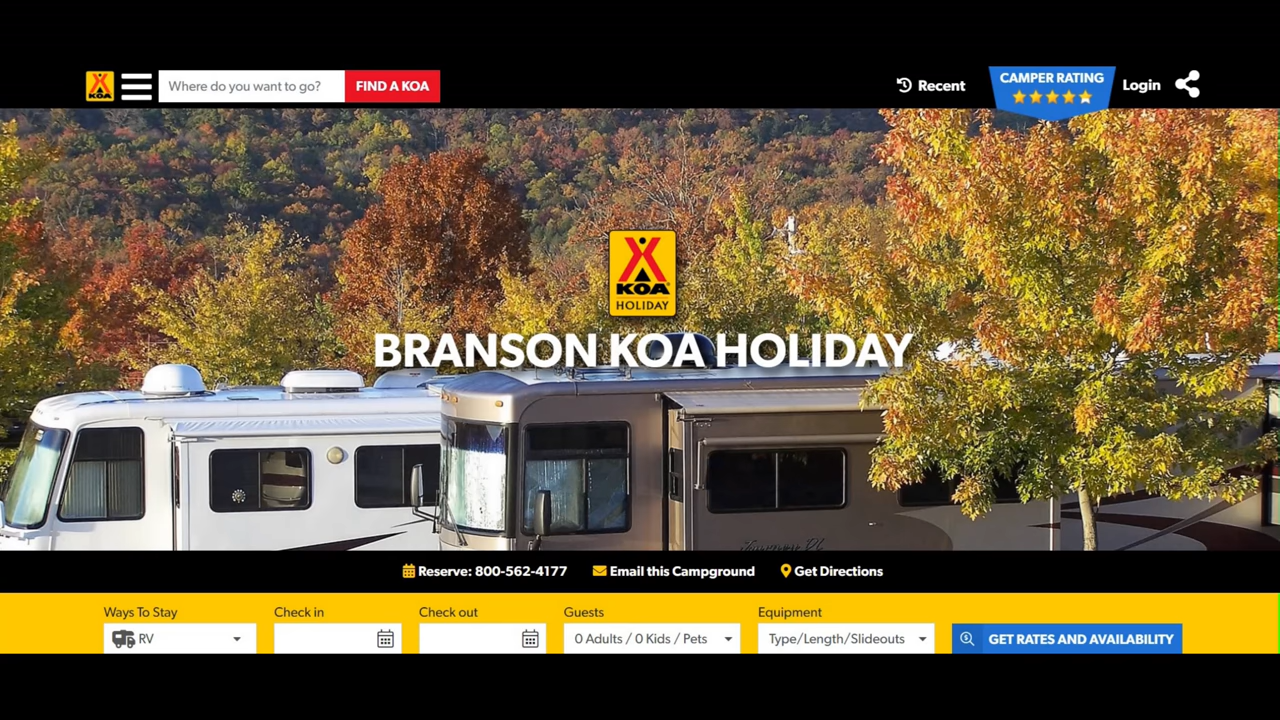 KOA
Where do you want to go?
FIND A KOA
Recent
CAMPER RATING
Login
KOA
HOLIDAY
BRANSON KOA HOLIDAY
Reserve: 800-562-4177
Email this Campground
Get Directions
Ways To Stay
Check in
Check out
Guests
Equipment
RV
0 Adults / 0 Kids / Pets
Type/Length/Slideouts
GET RATES AND AVAILABILITY